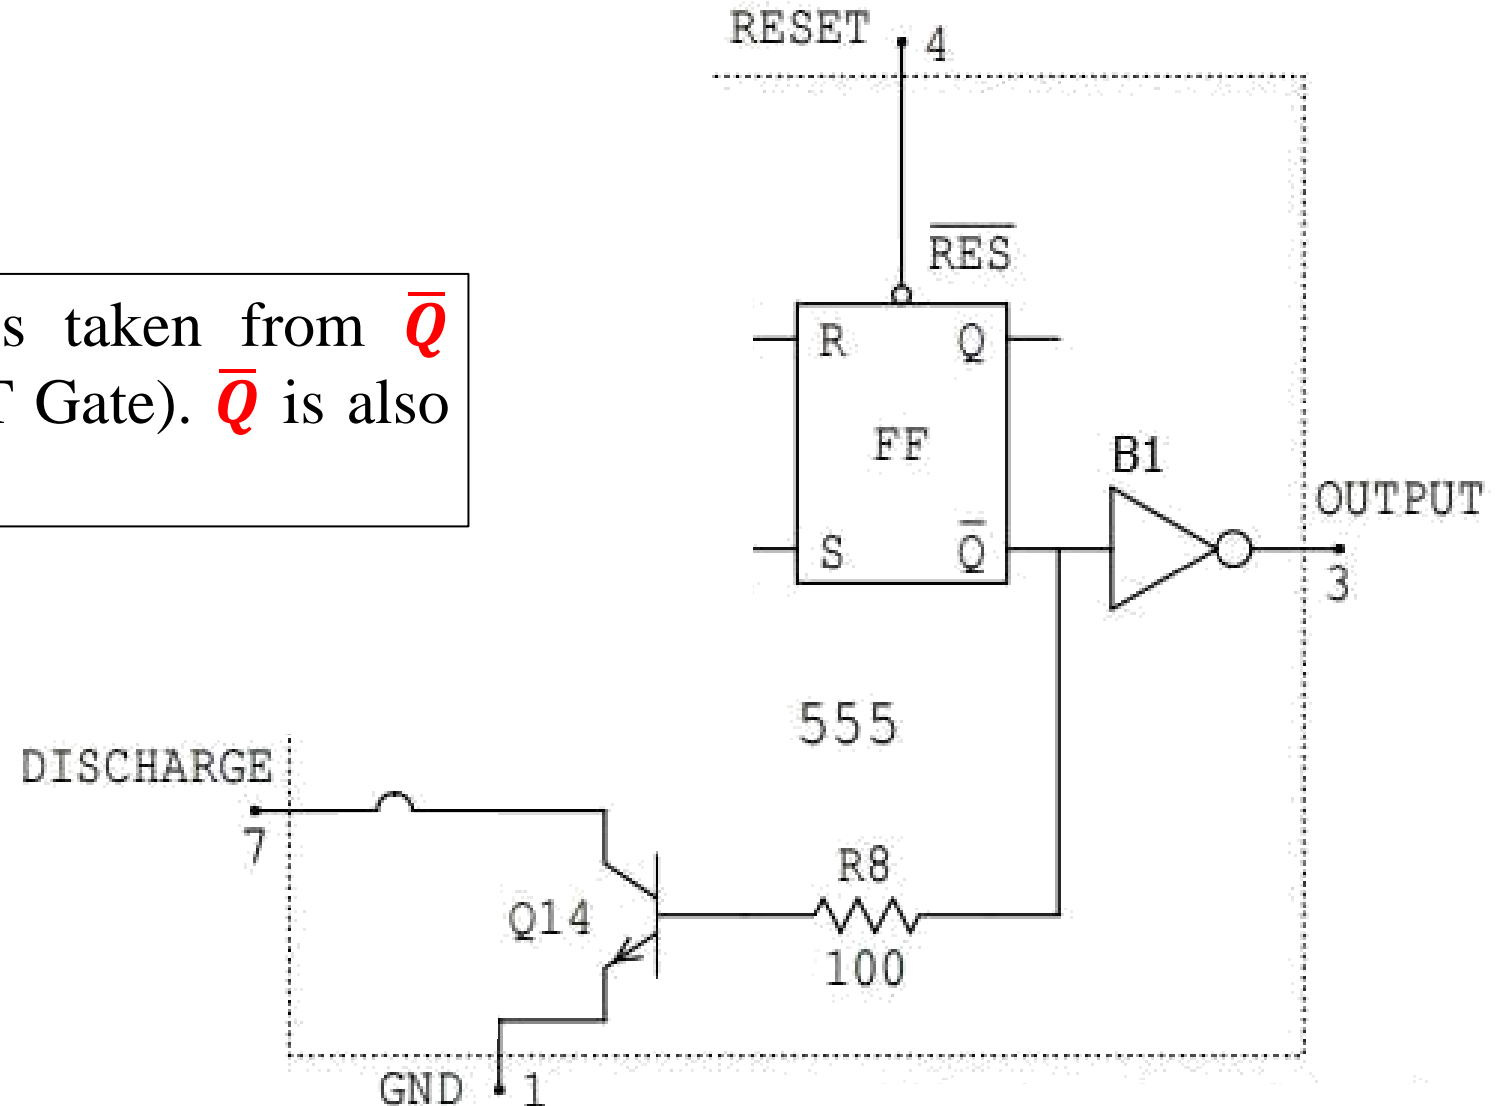 RESET 4
RES̅
s taken from Q̅
T Gate). Q̅ is also
R Q
FF
B1
OUTPUT
S Q̅
3
555
DISCHARGE
7
R8
Q14
100
GND 1